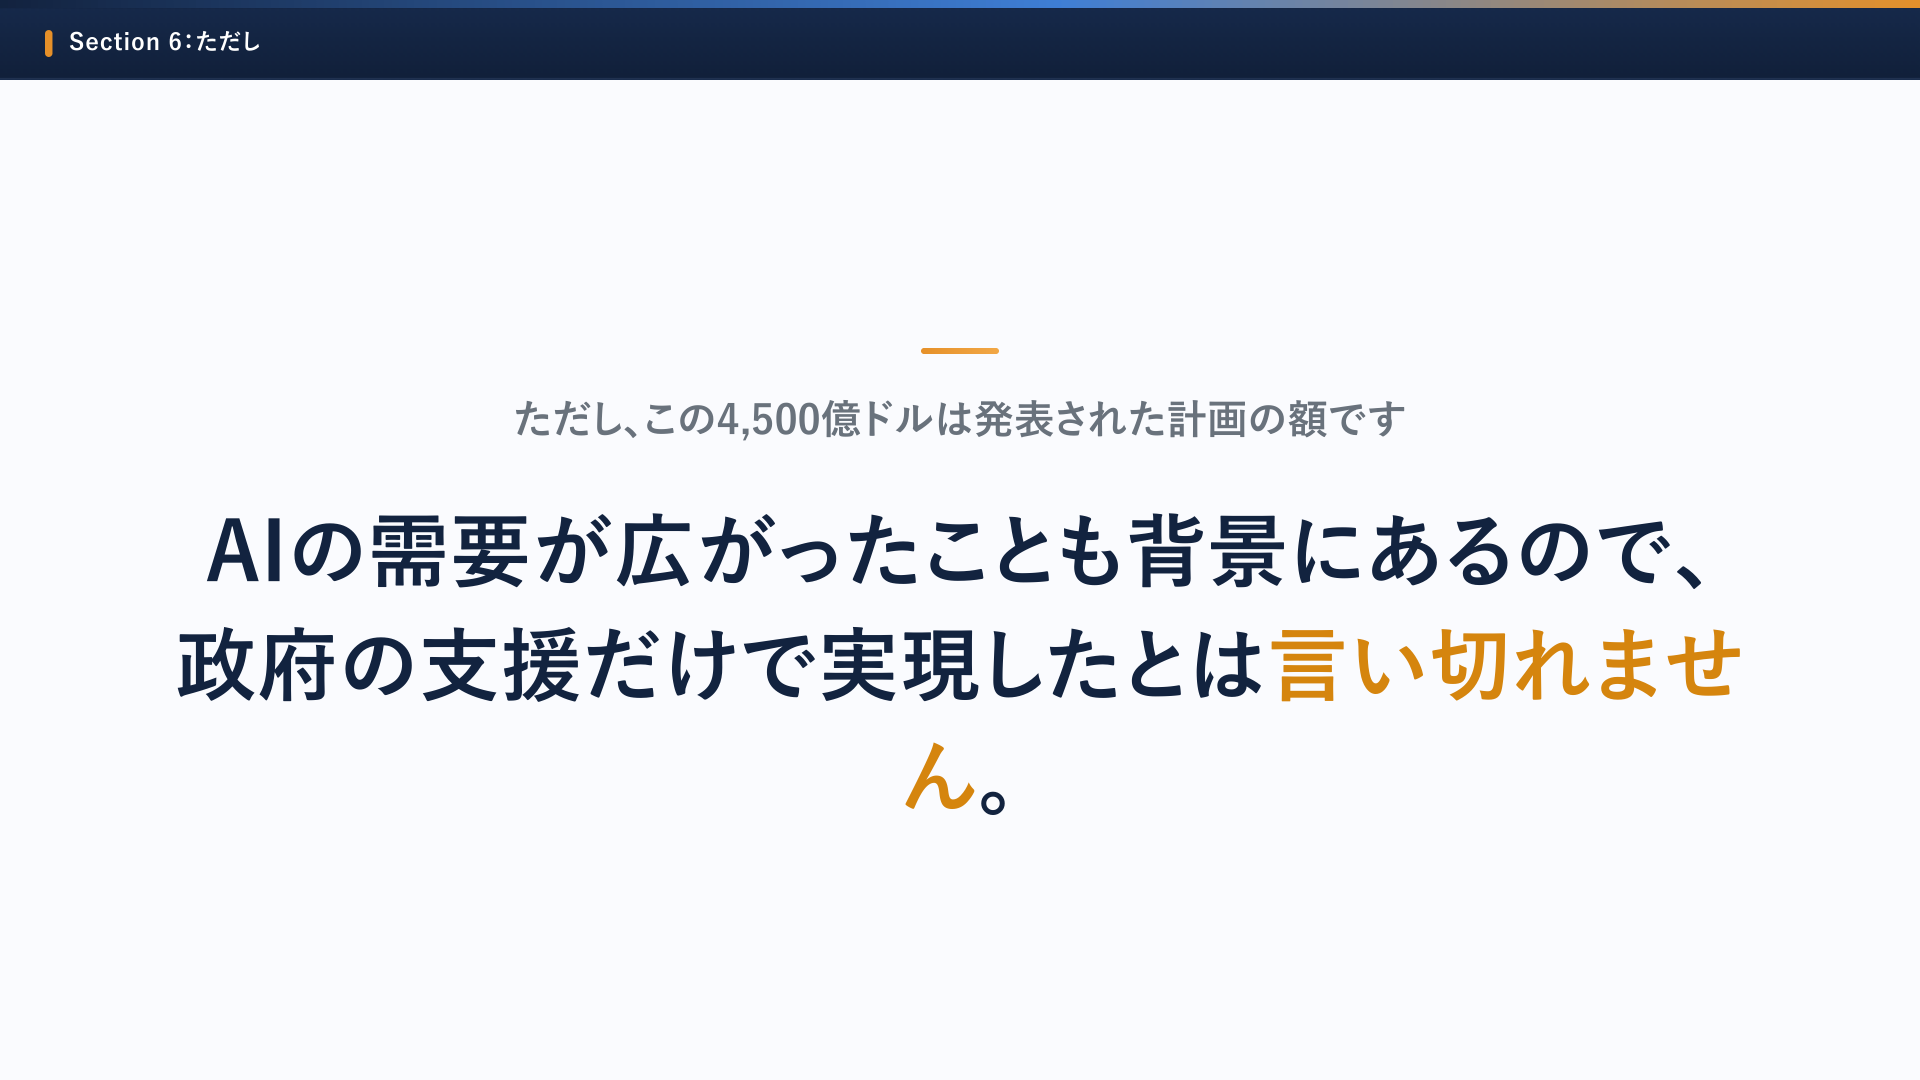 Section 6：ただし
ただし、この4,500億ドルは発表された計画の額です
AIの需要が広がったことも背景にあるので、
政府の支援だけで実現したとは言い切れませ
ん。